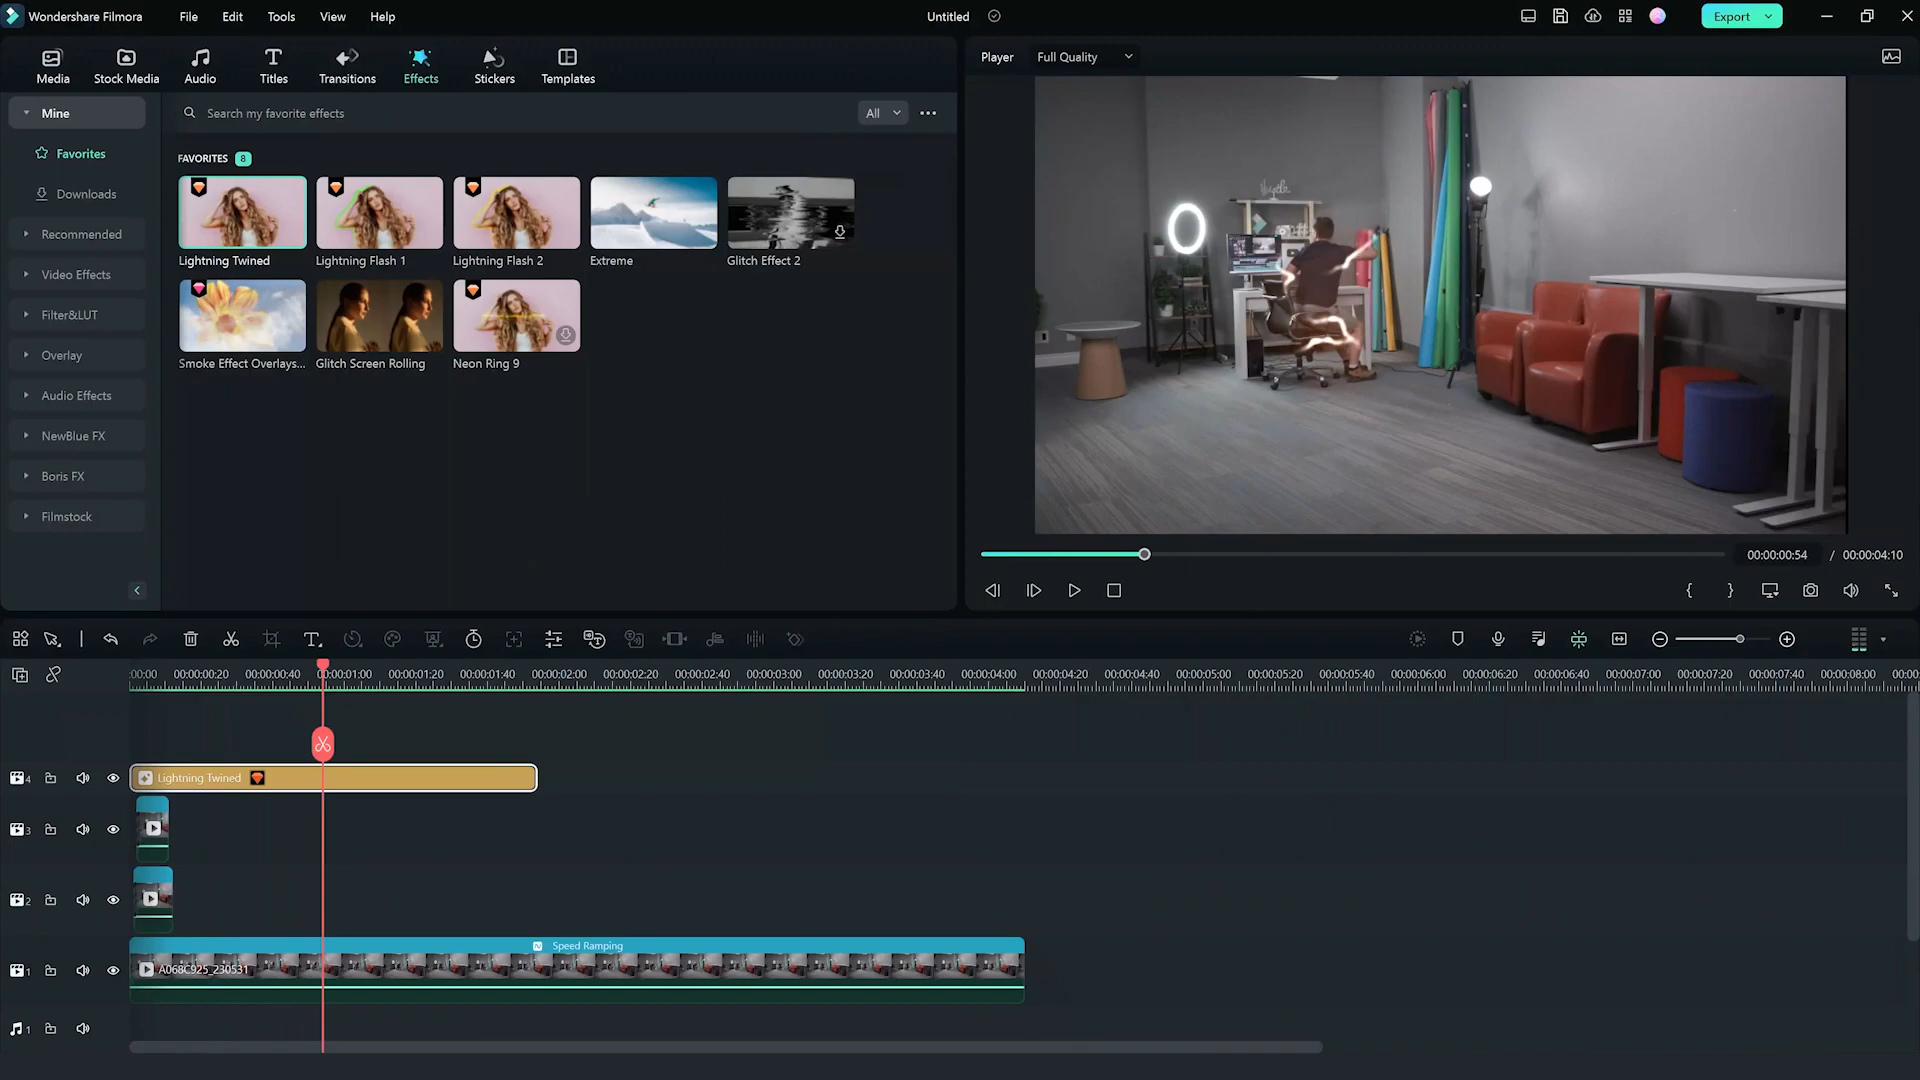 Wondershare Filmora File Edit Tools View Help Untitled Export
Media Stock Media Audio Titles Transitions Effects Stickers Templates
Player Full Quality
Mine
Favorites
Downloads
Recommended
Video Effects
Filter&LUT
Overlay
Audio Effects
NewBlue FX
Boris FX
Filmstock
Search my favorite effects All
FAVORITES 8
Lightning Twined Lightning Flash 1 Lightning Flash 2 Extreme Glitch Effect 2
Smoke Effect Overlays... Glitch Screen Rolling Neon Ring 9
00:00:00:54 / 00:00:04:10
:00:00 00:00:00:20 00:00:00:40 00:00:01:00 00:00:01:20 00:00:01:40 00:00:02:00 00:00:02:20 00:00:02:40 00:00:03:00 00:00:03:20 00:00:03:40 00:00:04:00 00:00:04:20 00:00:04:40 00:00:05:00 00:00:05:20 00:00:05:40 00:00:06:00 00:00:06:20 00:00:06:40 00:00:07:00 00:00:07:20 00:00:07:40 00:00:08:00 00:00
4 Lightning Twined
3
2
Speed Ramping
1 A068C925_230531
1